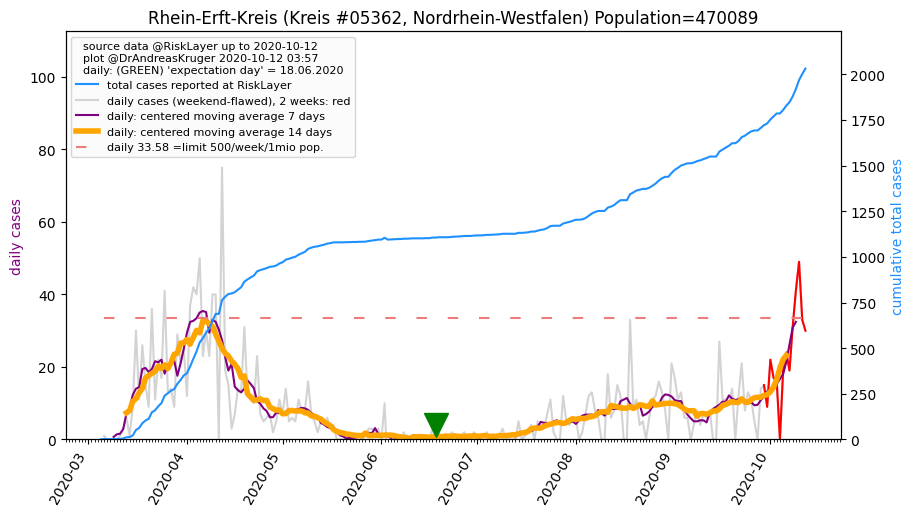 Rhein-Erft-Kreis (Kreis #05362, Nordrhein-Westfalen) Population=470089
source data @RiskLayer up to 2020-10-12
plot @DrAndreasKruger 2020-10-12 03:57
daily: (GREEN) 'expectation day' = 18.06.2020
total cases reported at RiskLayer
daily cases (weekend-flawed), 2 weeks: red
daily: centered moving average 7 days
daily: centered moving average 14 days
daily 33.58 =limit 500/week/1mio pop.
daily cases
100
80
60
40
20
0
cumulative total cases
2000
1750
1500
1250
1000
750
500
250
0
2020-03
2020-04
2020-05
2020-06
2020-07
2020-08
2020-09
2020-10